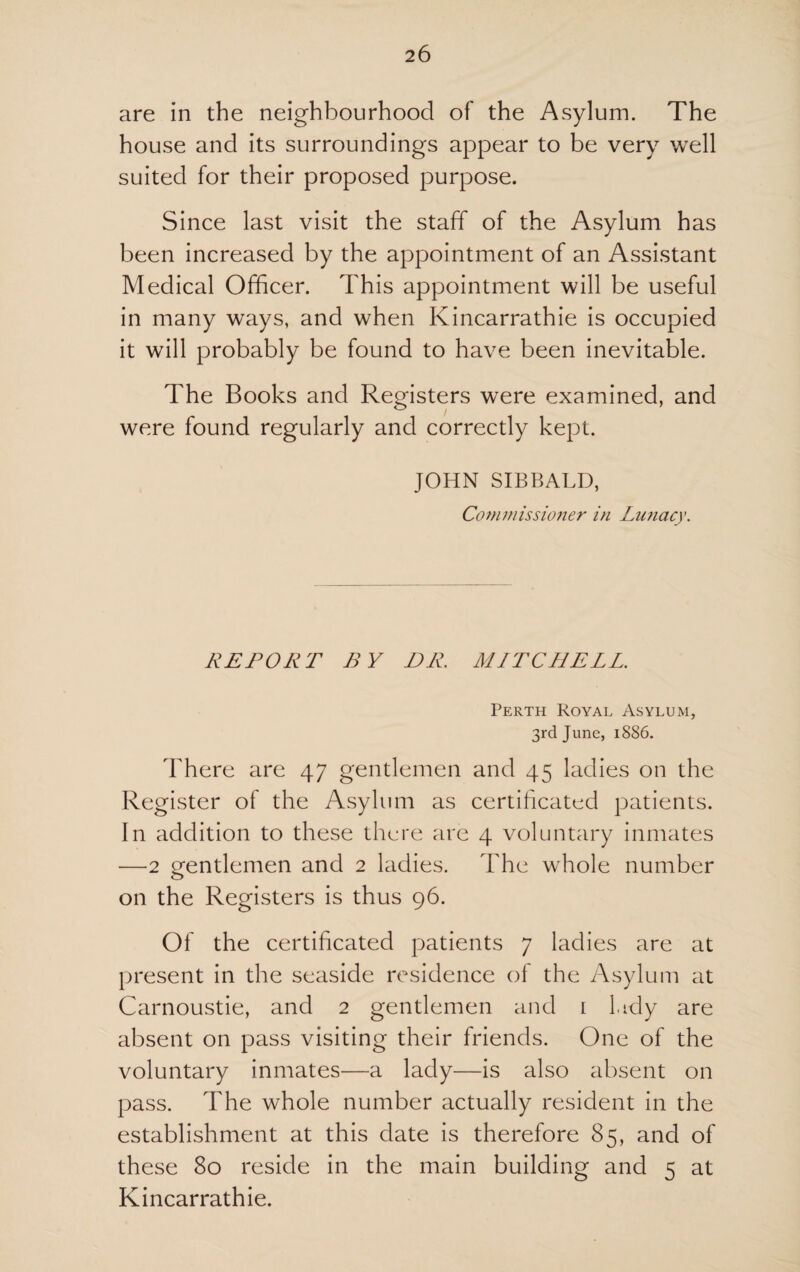 26
are in the neighbourhood of the Asylum. The
house and its surroundings appear to be very well
suited for their proposed purpose.
Since last visit the staff of the Asylum has
been increased by the appointment of an Assistant
Medical Officer. This appointment will be useful
in many ways, and when Kincarrathie is occupied
it will probably be found to have been inevitable.
The Books and Registers were examined, and
were found regularly and correctly kept.
JOHN SIBBALD,
Commissioner in Lunacy.
REPORT BY DR. MITCHELL.
Perth Royal Asylum,
3rd June, 1886.
There are 47 gentlemen and 45 ladies on the
Register of the Asylum as certificated patients.
In addition to these there are 4 voluntary inmates
—2 gentlemen and 2 ladies. The whole number
on the Registers is thus 96.
Of the certificated patients 7 ladies are at
present in the seaside residence of the Asylum at
Carnoustie, and 2 gentlemen and 1 lady are
absent on pass visiting their friends. One of the
voluntary inmates—a lady—is also absent on
pass. The whole number actually resident in the
establishment at this date is therefore 85, and of
these 80 reside in the main building and 5 at
Kincarrathie.